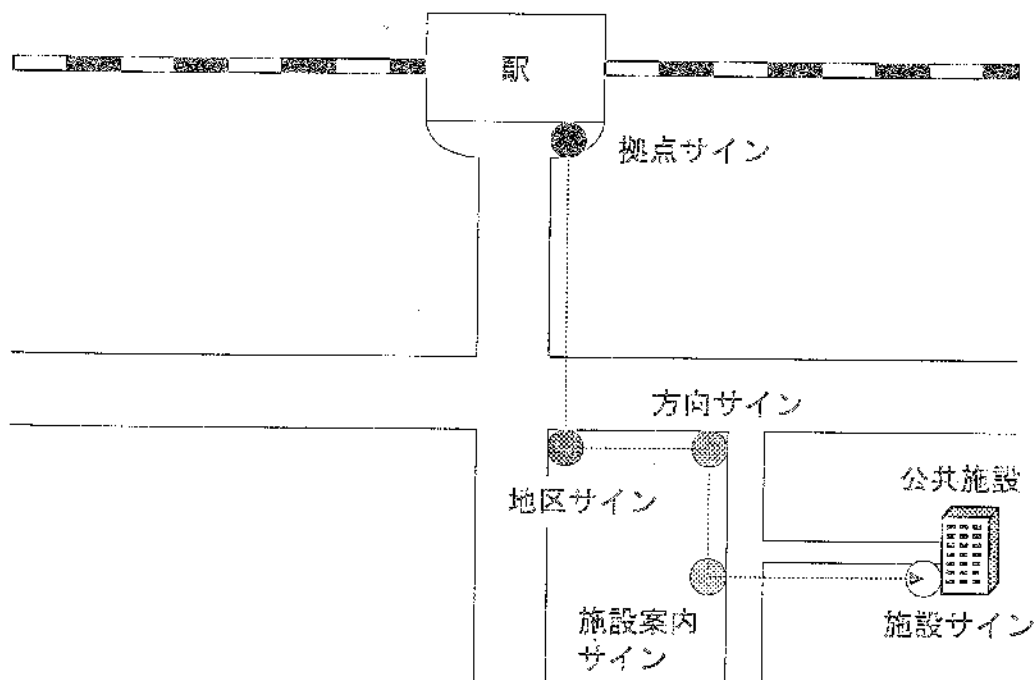 駅
拠点サイン
方向サイン
地区サイン
公共施設
施設案内
サイン
施設サイン